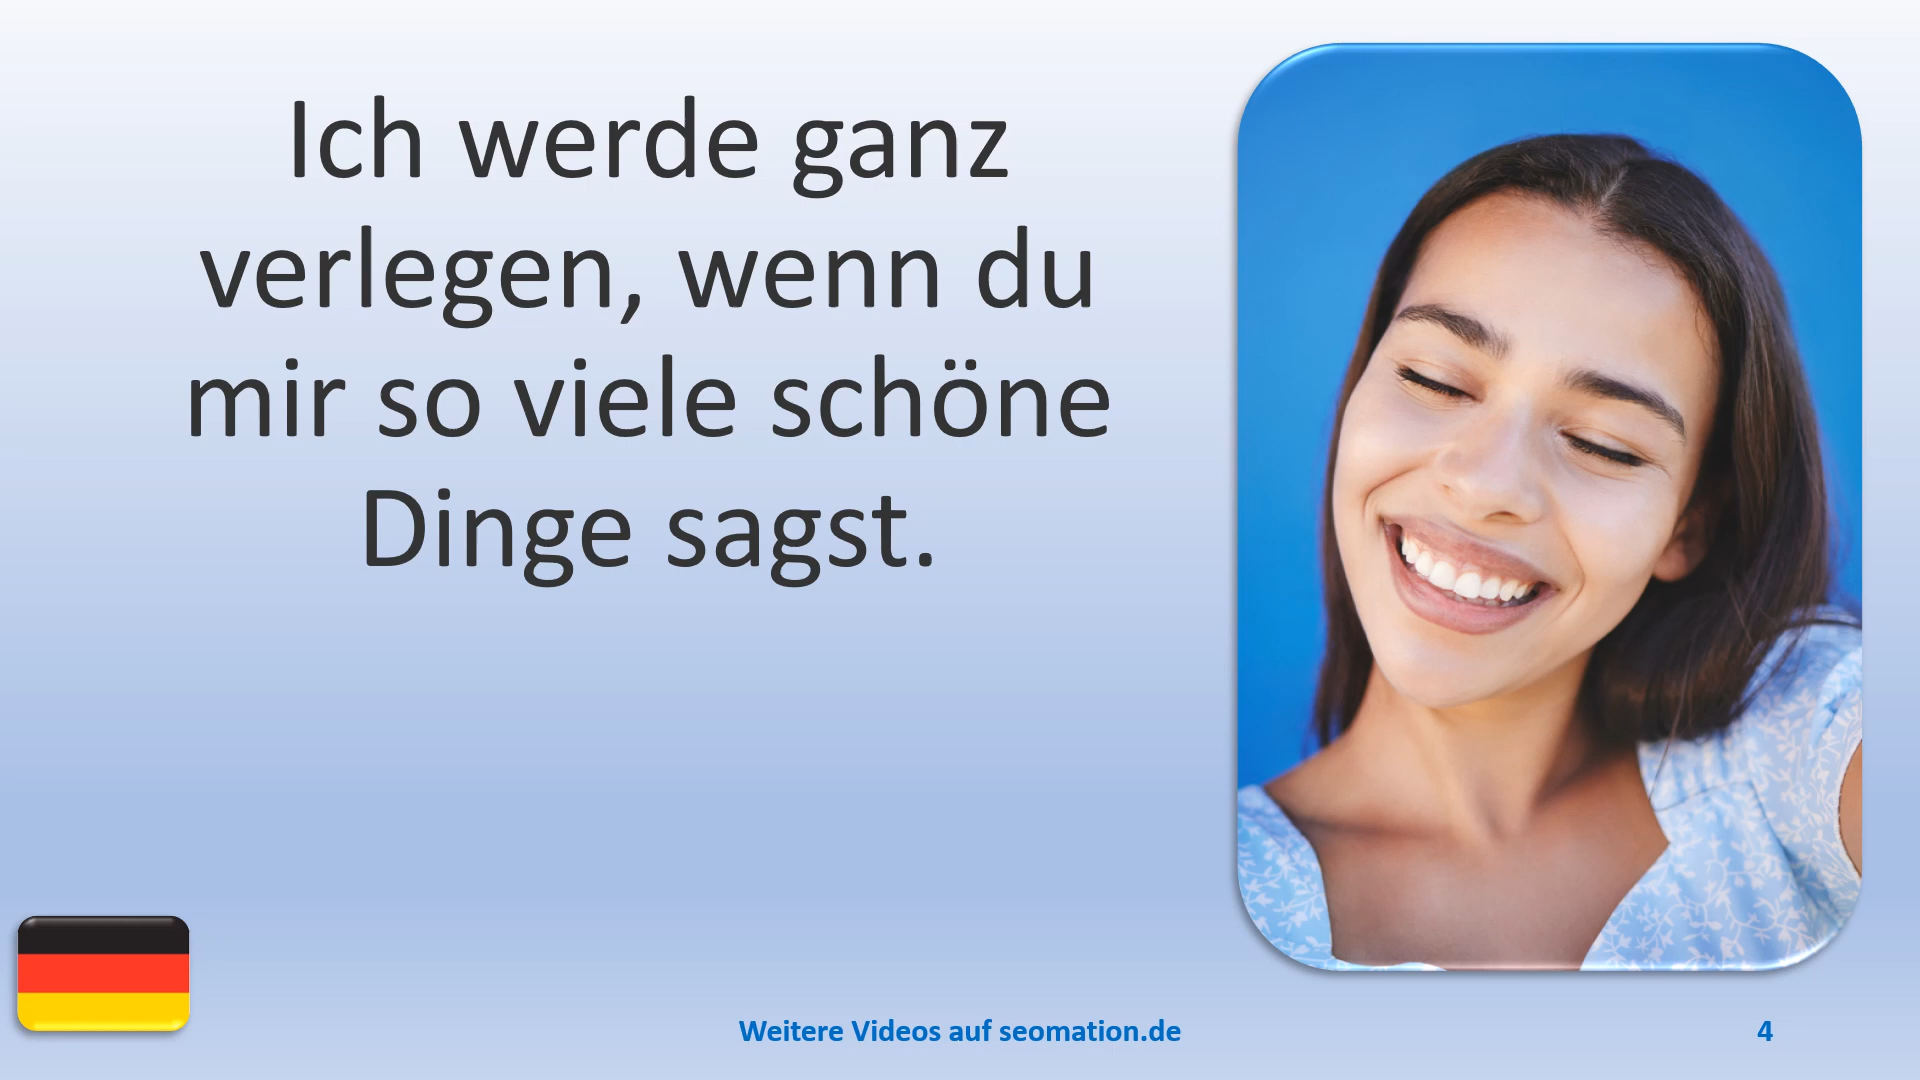 Ich werde ganz
verlegen, wenn du
mir so viele schöne
Dinge sagst.
Weitere Videos auf seomation.de
4